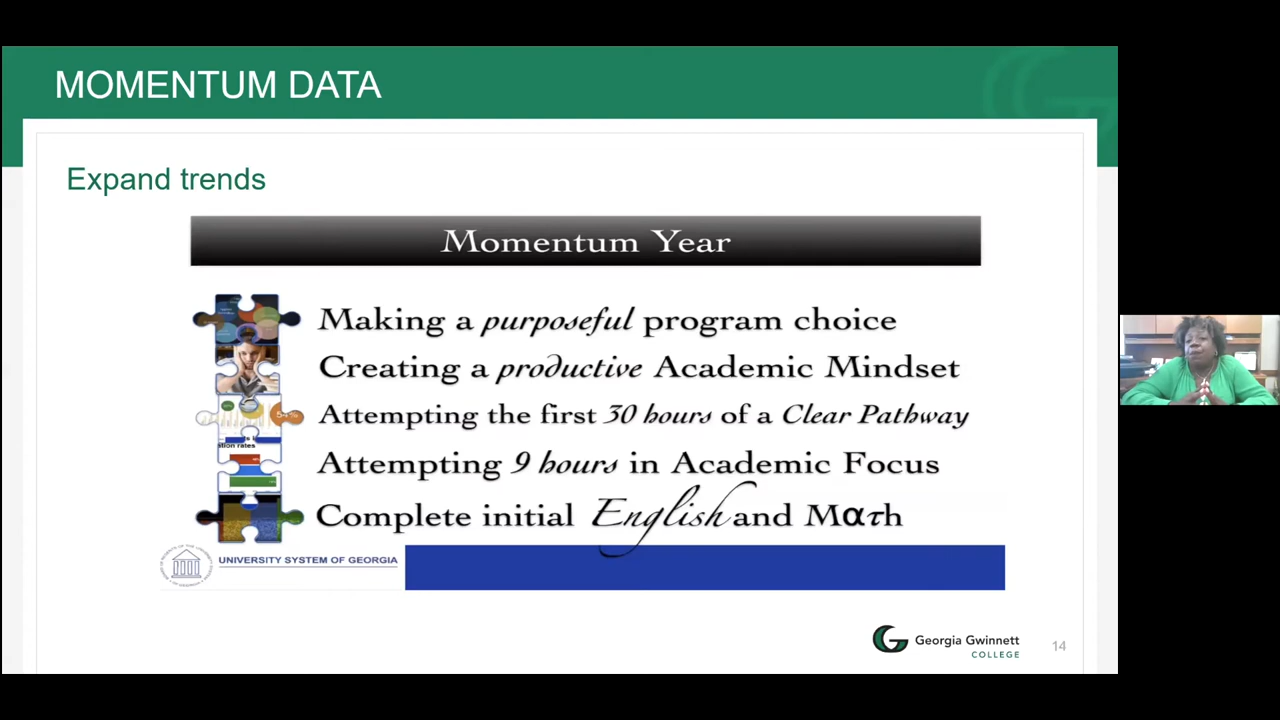 MOMENTUM DATA
Expand trends
Momentum Year
Making a purposeful program choice
Creating a productive Academic Mindset
Attempting the first 30 hours of a Clear Pathway
tion rates
Attempting 9 hours in Academic Focus
Complete initial English and Mατh
UNIVERSITY SYSTEM OF GEORGIA
Georgia Gwinnett
COLLEGE
14